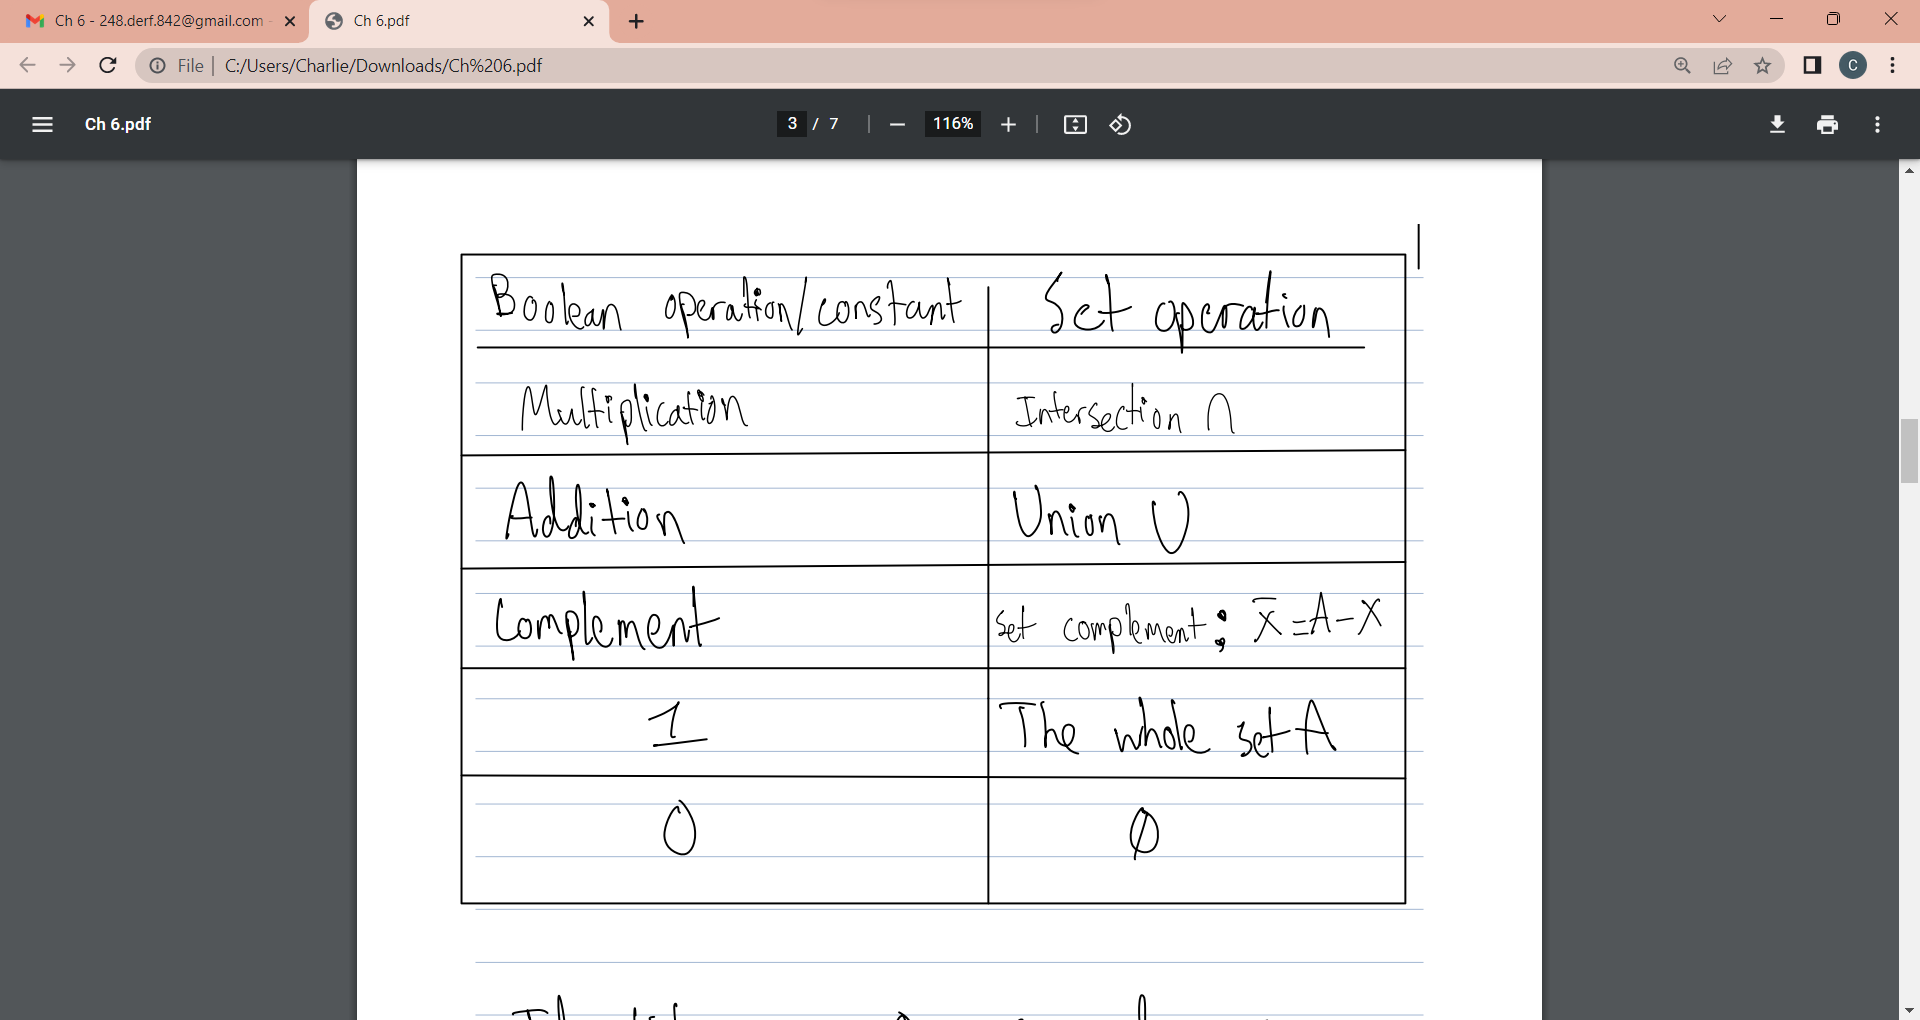 Ch 6 - 248.derf.842@gmail.com -
Ch 6.pdf
File | C:/Users/Charlie/Downloads/Ch%206.pdf
C
Ch 6.pdf
3 / 7
116%
Boolean operation/constant
Set operation
Multiplication
Intersection ∩
Addition
Union ∪
Complement
Set complement: x̄ = A - X
1
The whole set A
0
∅